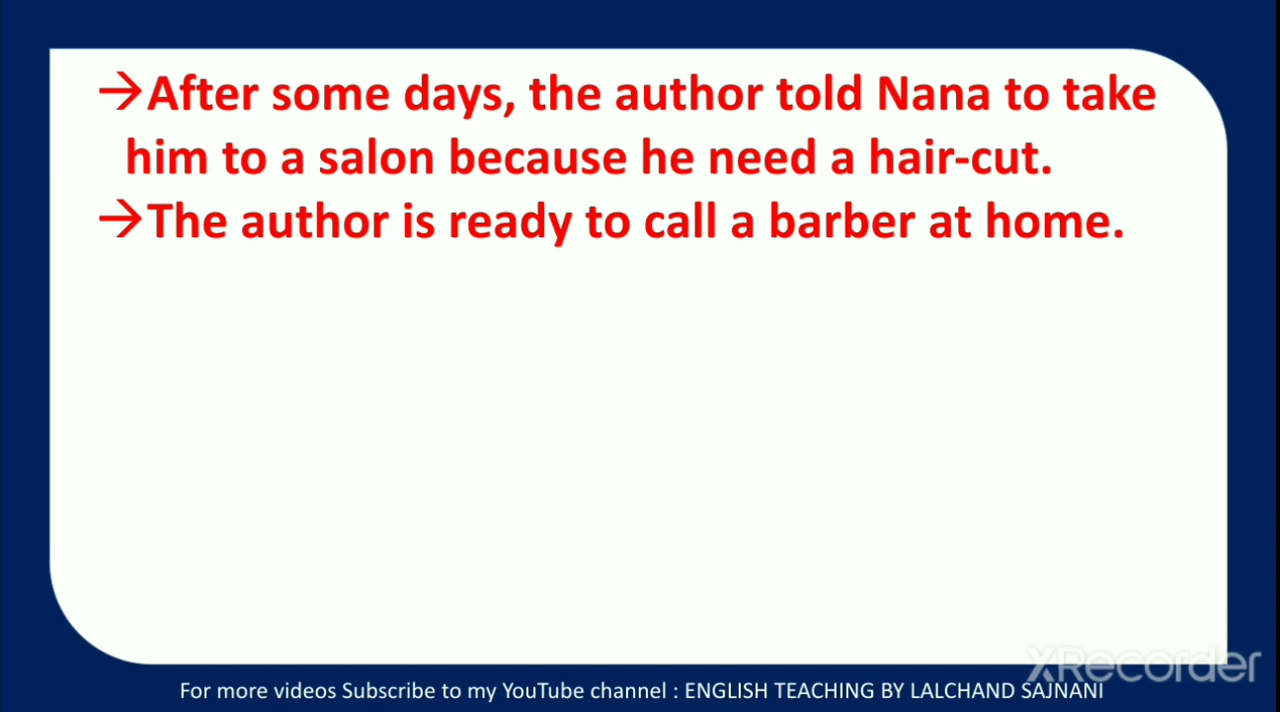 →After some days, the author told Nana to take
him to a salon because he need a hair-cut.
→The author is ready to call a barber at home.
XRecorder
For more videos Subscribe to my YouTube channel : ENGLISH TEACHING BY LALCHAND SAJNANI